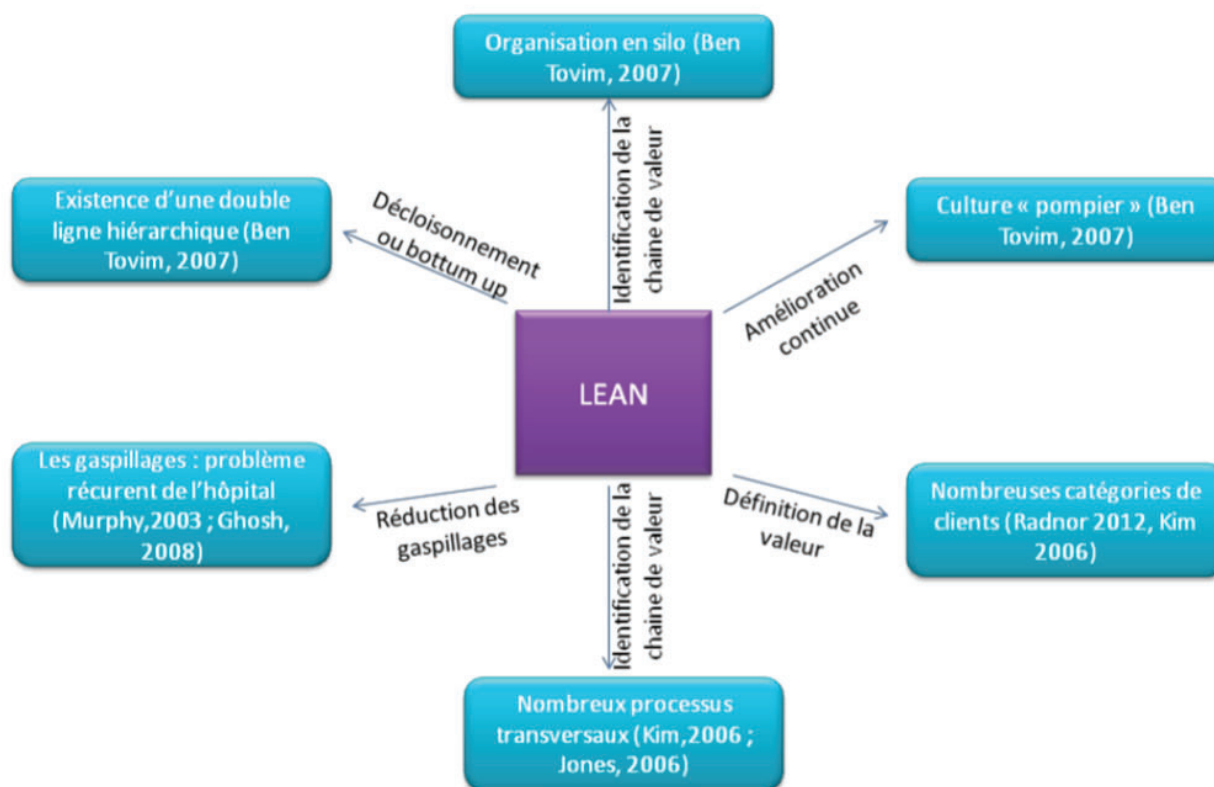 Organisation en silo (Ben
Tovim, 2007)
Identification de la
chaine de valeur
Existence d'une double
ligne hiérarchique (Ben
Tovim, 2007)
Décloisonnement
ou bottum up
Culture « pompier » (Ben
Tovim, 2007)
Amélioration
continue
LEAN
Les gaspillages : problème
récurent de l'hôpital
(Murphy,2003 ; Ghosh,
2008)
Réduction des
gaspillages
Identification de la
chaine de valeur
Définition de la
valeur
Nombreuses catégories de
clients (Radnor 2012, Kim
2006)
Nombreux processus
transversaux (Kim,2006 ;
Jones, 2006)